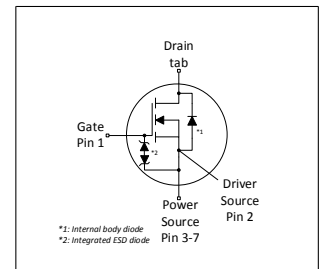 Drain
tab
*1
Gate
Pin 1
*2
Driver
Source
Pin 2
Power
Source
Pin 3-7
*1: Internal body diode
*2: Integrated ESD diode